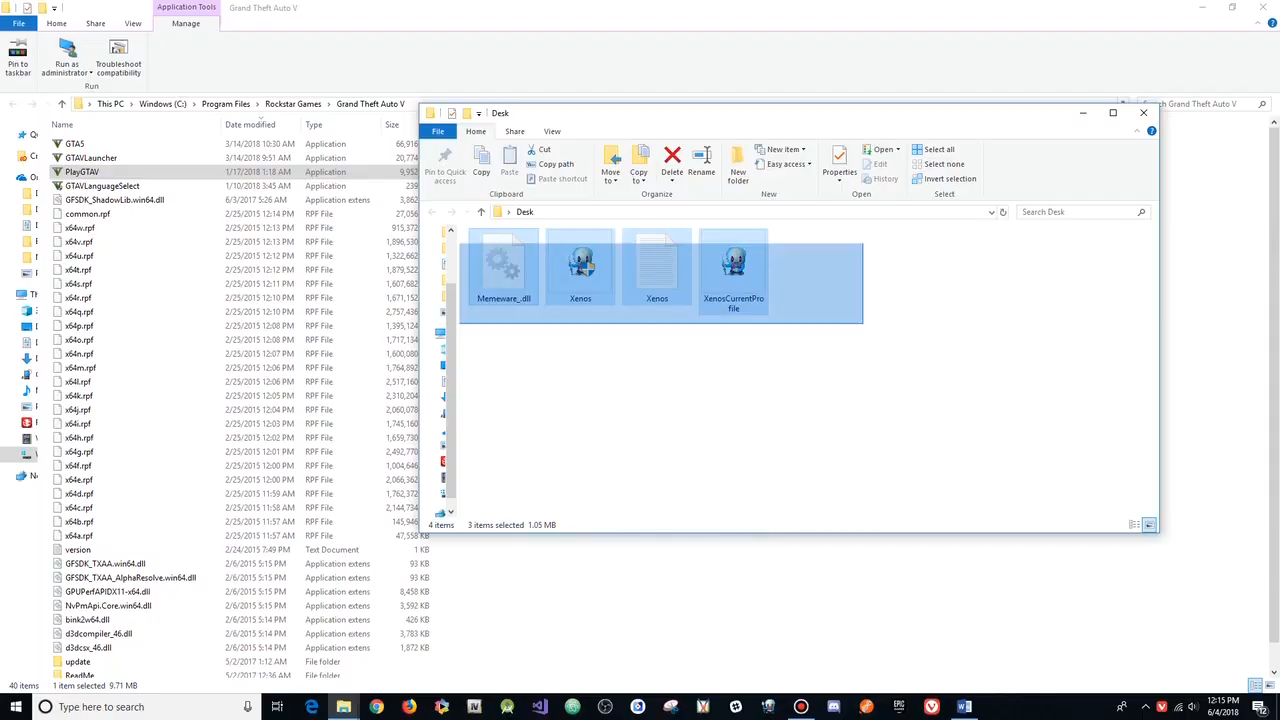 Application Tools
Grand Theft Auto V
File
Home
Share
View
Manage
Pin to taskbar
Run as administrator
Troubleshoot compatibility
Run
This PC
Windows (C:)
Program Files
Rockstar Games
Grand Theft Auto V
Search Grand Theft Auto V
Name
Date modified
Type
Size
GTA5 3/14/2018 10:30 AM Application 66,916
GTAVLauncher 3/14/2018 9:51 AM Application 20,774
PlayGTAV 1/17/2018 1:18 AM Application 9,952
GTAVLanguageSelect 1/10/2018 3:45 AM Application 239
GFSDK_ShadowLib.win64.dll 6/3/2017 5:26 AM Application extens
common.rpf 2/25/2015 12:14 PM RPF File 27,056
x64w.rpf 2/25/2015 12:13 PM RPF File 915,372
x64v.rpf 2/25/2015 12:13 PM RPF File 1,896,530
x64u.rpf 2/25/2015 12:13 PM RPF File 1,322,662
x64t.rpf 2/25/2015 12:12 PM RPF File 1,879,522
x64s.rpf 2/25/2015 12:11 PM RPF File 1,607,682
x64r.rpf 2/25/2015 12:10 PM RPF File 1,671,152
x64q.rpf 2/25/2015 12:10 PM RPF File 2,757,436
x64p.rpf 2/25/2015 12:08 PM RPF File 1,395,124
x64o.rpf 2/25/2015 12:08 PM RPF File 1,717,134
x64n.rpf 2/25/2015 12:07 PM RPF File 1,600,080
x64m.rpf 2/25/2015 12:06 PM RPF File 1,764,892
x64l.rpf 2/25/2015 12:06 PM RPF File 2,517,160
x64k.rpf 2/25/2015 12:05 PM RPF File 2,310,204
x64j.rpf 2/25/2015 12:04 PM RPF File 2,060,078
x64i.rpf 2/25/2015 12:03 PM RPF File 1,745,160
x64h.rpf 2/25/2015 12:02 PM RPF File 1,659,730
x64g.rpf 2/25/2015 12:01 PM RPF File 2,492,770
x64f.rpf 2/25/2015 12:00 PM RPF File 1,004,646
x64e.rpf 2/25/2015 12:00 PM RPF File 2,066,362
x64d.rpf 2/25/2015 11:59 AM RPF File 1,762,372
x64c.rpf 2/25/2015 11:58 AM RPF File 2,144,734
x64b.rpf 2/25/2015 11:57 AM RPF File 145,946
x64a.rpf 2/25/2015 11:57 AM RPF File 47,558 KB
version 2/24/2015 7:49 PM Text Document 1 KB
GFSDK_TXAA.win64.dll 2/6/2015 5:15 PM Application extens 93 KB
GFSDK_TXAA_AlphaResolve.win64.dll 2/6/2015 5:15 PM Application extens 93 KB
GPUPerfAPIDX11-x64.dll 2/6/2015 5:15 PM Application extens 8,458 KB
NvPmApi.Core.win64.dll 2/6/2015 5:15 PM Application extens 3,592 KB
bink2w64.dll 2/6/2015 5:14 PM Application extens 426 KB
d3dcompiler_46.dll 2/6/2015 5:14 PM Application extens 3,783 KB
d3dcsx_46.dll 2/6/2015 5:14 PM Application extens 1,872 KB
update 5/2/2017 1:12 AM File folder
ReadMe 5/2/2017 12:36 AM File folder
40 items 1 item selected 9.71 MB
Desk
File
Home
Share
View
Pin to Quick access
Copy
Paste
Cut
Copy path
Paste shortcut
Clipboard
Move to
Copy to
Delete
Rename
Organize
New folder
New item
Easy access
New
Properties
Open
Edit
History
Open
Select all
Select none
Invert selection
Select
Desk
Search Desk
Memeware_.dll
Xenos
Xenos
XenosCurrentProfile
4 items 3 items selected 1.05 MB
Type here to search
12:15 PM
6/4/2018